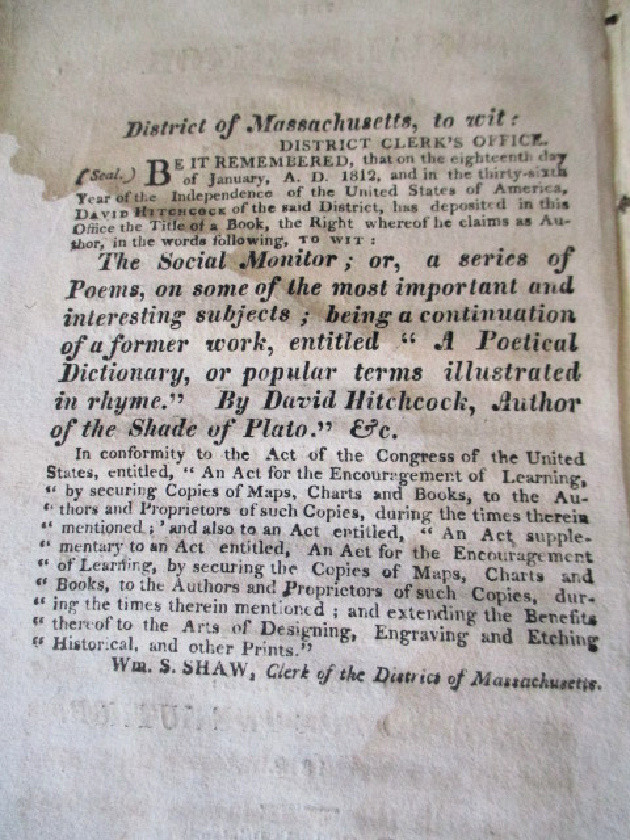 District of Massachusetts, to wit:
DISTRICT CLERK'S OFFICE.
(Seal.) BE IT REMEMBERED, that on the eighteenth day
of January, A. D. 1812, and in the thirty-sixth
Year of the Independence of the United States of America,
DAVID HITCHCOCK of the said District, has deposited in this
Office the Title of a Book, the Right whereof he claims as Au-
thor, in the words following, TO WIT:
The Social Monitor; or, a series of
Poems, on some of the most important and
interesting subjects; being a continuation
of a former work, entitled “ A Poetical
Dictionary, or popular terms illustrated
in rhyme.” By David Hitchcock, Author
of the Shade of Plato.” &c.
In conformity to the Act of the Congress of the United
States, entitled, “ An Act for the Encouragement of Learning,
“ by securing Copies of Maps, Charts and Books, to the Au-
“ thors and Proprietors of such Copies, during the times therein
“ mentioned;' and also to an Act entitled, “ An Act supple-
“ mentary to an Act entitled, An Act for the Encouragement
“ of Learning, by securing the Copies of Maps, Charts and
“ Books, to the Authors and Proprietors of such Copies, dur-
“ ing the times therein mentioned; and extending the Benefits
“ thereof to the Arts of Designing, Engraving and Etching
“ Historical, and other Prints.”
Wm. S. SHAW, Clerk of the District of Massachusetts.